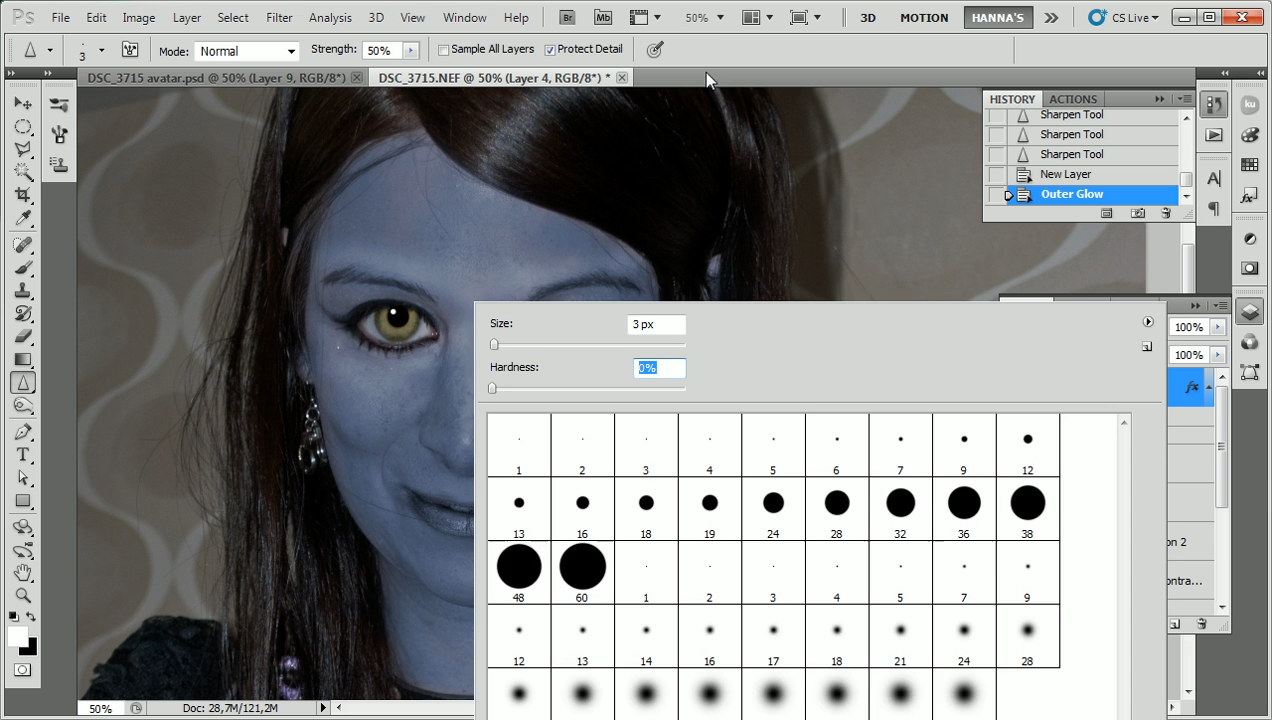 Ps File Edit Image Layer Select Filter Analysis 3D View Window Help Br Mb 50% 3D MOTION HANNA'S CS Live
3 Mode: Normal Strength: 50% Sample All Layers Protect Detail
DSC_3715 avatar.psd @ 50% (Layer 9, RGB/8*) DSC_3715.NEF @ 50% (Layer 4, RGB/8*) *
HISTORY ACTIONS
Sharpen Tool
Sharpen Tool
Sharpen Tool
New Layer
Outer Glow
ku
A
T
Size: 3 px
Hardness: 0%
100%
100%
fx
1 2 3 4 5 6 7 9 12
13 16 18 19 24 28 32 36 38
48 60 1 2 3 4 5 7 9
12 13 14 16 17 18 21 24 28
on 2
ontra...
50% Doc: 28,7M/121,2M